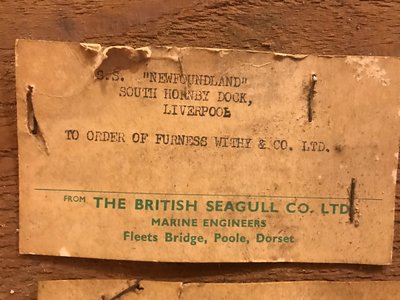 S.S. "NEWFOUNDLAND"
SOUTH HORNBY DOCK,
LIVERPOOL
TO ORDER OF FURNESS WITHY & CO. LTD.
FROM THE BRITISH SEAGULL CO. LTD
MARINE ENGINEERS
Fleets Bridge, Poole, Dorset